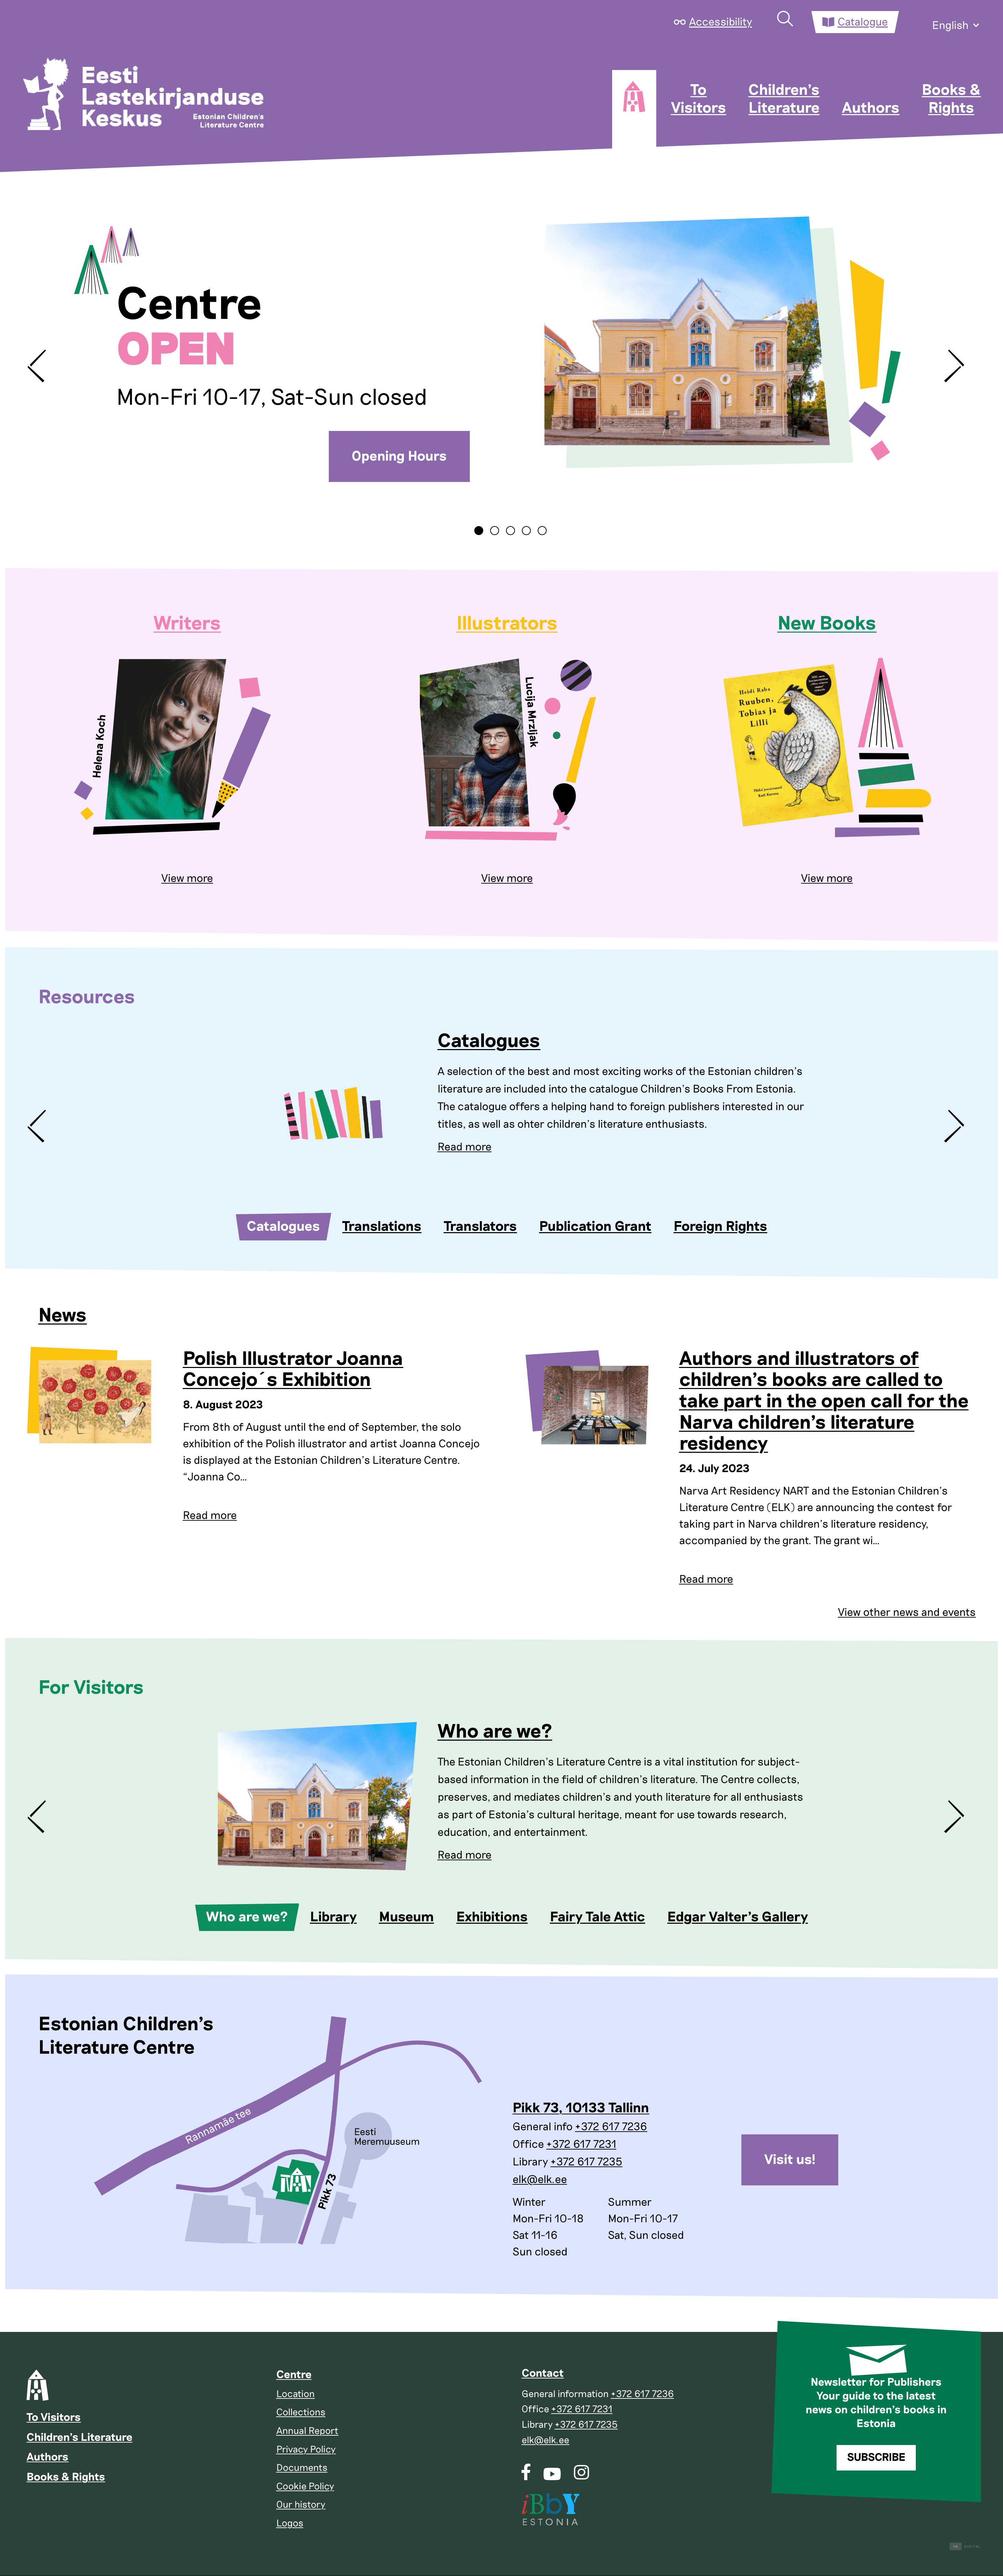 Accessibility
Catalogue
English
Eesti
Lastekirjanduse
Keskus
Estonian Children's
Literature Centre
To
Visitors
Children's
Literature
Authors
Books &
Rights
Centre
OPEN
Mon-Fri 10-17, Sat-Sun closed
Opening Hours
Writers
Illustrators
New Books
Helena Koch
Lucija Mrzljak
Heidi Raba
Ruuben,
Tobias ja
Lilli
View more
View more
View more
Resources
Catalogues
A selection of the best and most exciting works of the Estonian children's
literature are included into the catalogue Children's Books From Estonia.
The catalogue offers a helping hand to foreign publishers interested in our
titles, as well as ohter children's literature enthusiasts.
Read more
Catalogues
Translations
Translators
Publication Grant
Foreign Rights
News
Polish Illustrator Joanna
Concejo´s Exhibition
8. August 2023
From 8th of August until the end of September, the solo
exhibition of the Polish illustrator and artist Joanna Concejo
is displayed at the Estonian Children's Literature Centre.
"Joanna Co...
Read more
Authors and illustrators of
children's books are called to
take part in the open call for the
Narva children's literature
residency
24. July 2023
Narva Art Residency NART and the Estonian Children's
Literature Centre (ELK) are announcing the contest for
taking part in Narva children's literature residency,
accompanied by the grant. The grant wi...
Read more
View other news and events
For Visitors
Who are we?
The Estonian Children's Literature Centre is a vital institution for subject-
based information in the field of children's literature. The Centre collects,
preserves, and mediates children's and youth literature for all enthusiasts
as part of Estonia's cultural heritage, meant for use towards research,
education, and entertainment.
Read more
Who are we?
Library
Museum
Exhibitions
Fairy Tale Attic
Edgar Valter's Gallery
Estonian Children's
Literature Centre
Rannamäe tee
Eesti
Meremuuseum
Pikk 73
Pikk 73, 10133 Tallinn
General info +372 617 7236
Office +372 617 7231
Library +372 617 7235
elk@elk.ee
Winter
Mon-Fri 10-18
Sat 11-16
Sun closed
Summer
Mon-Fri 10-17
Sat, Sun closed
Visit us!
To Visitors
Children's Literature
Authors
Books & Rights
Centre
Location
Collections
Annual Report
Privacy Policy
Documents
Cookie Policy
Our history
Logos
Contact
General information +372 617 7236
Office +372 617 7231
Library +372 617 7235
elk@elk.ee
iBbY
ESTONIA
Newsletter for Publishers
Your guide to the latest
news on children's books in
Estonia
SUBSCRIBE